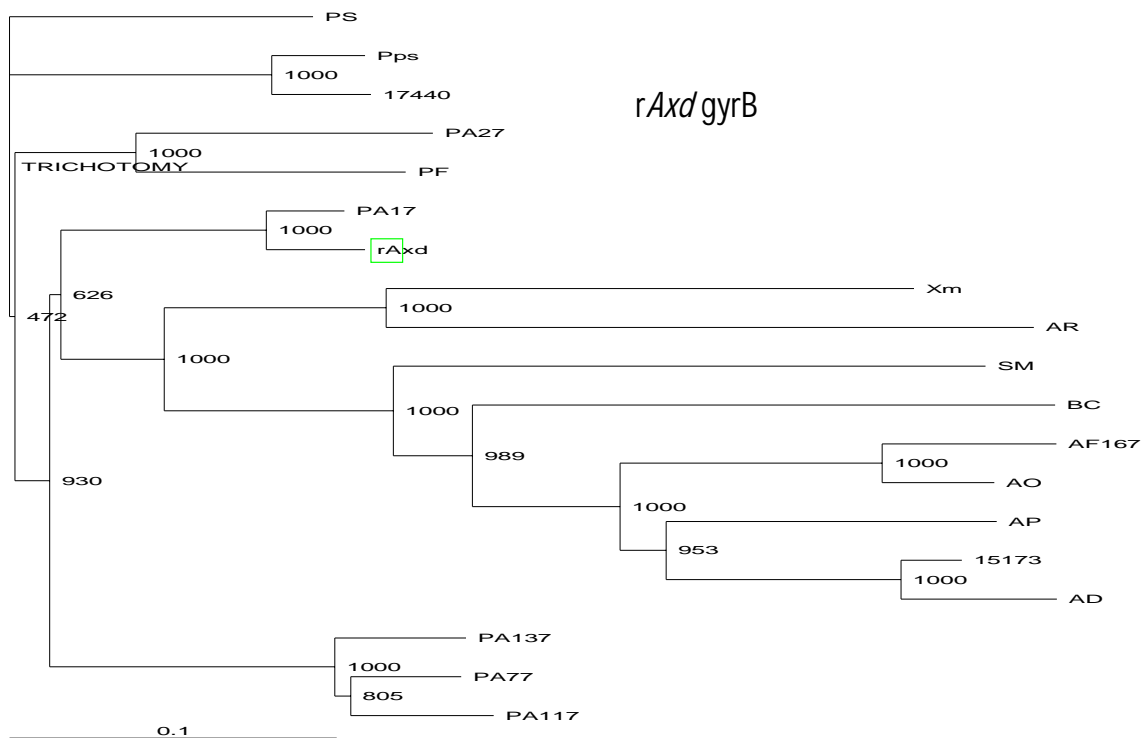 PS
Pps
1000
17440
rAxd gyrB
PA27
1000
TRICHOTOMY
PF
PA17
1000
rAxd
Xm
626
1000
472
AR
1000
SM
1000
BC
AF167
989
1000
930
AO
1000
AP
953
15173
1000
AD
PA137
1000
PA77
805
PA117
0.1